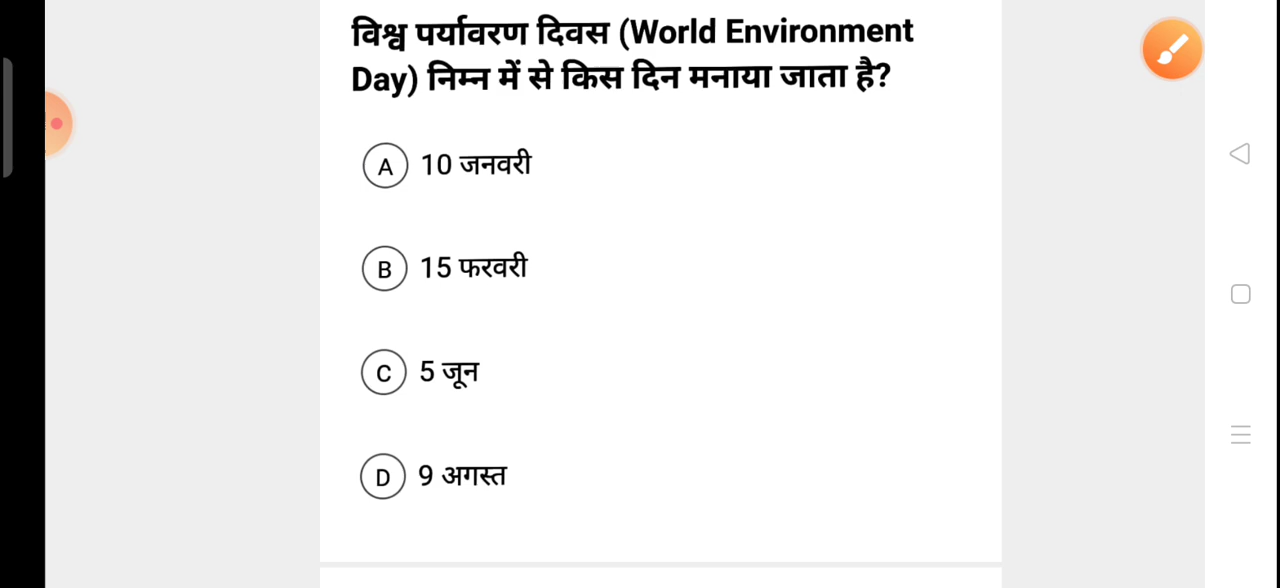 विश्व पर्यावरण दिवस (World Environment
Day) निम्न में से किस दिन मनाया जाता है?
A 10 जनवरी
B 15 फरवरी
C 5 जून
D 9 अगस्त